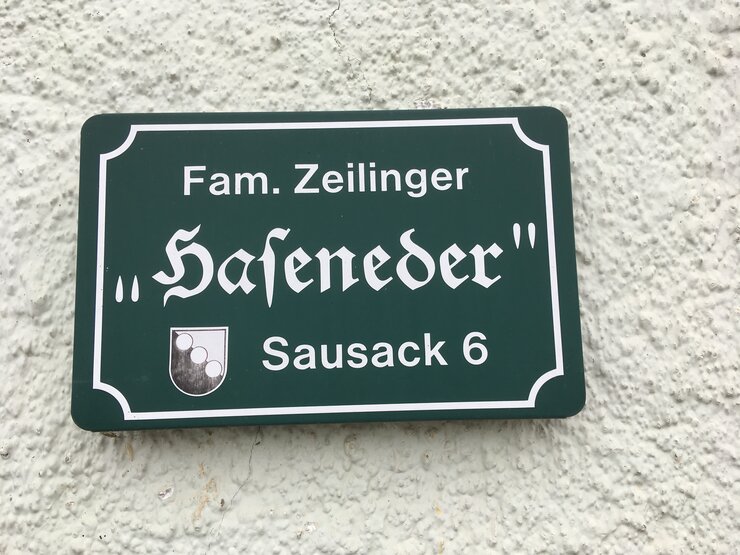 Fam. Zeilinger
„Haſeneder"
Sausack 6